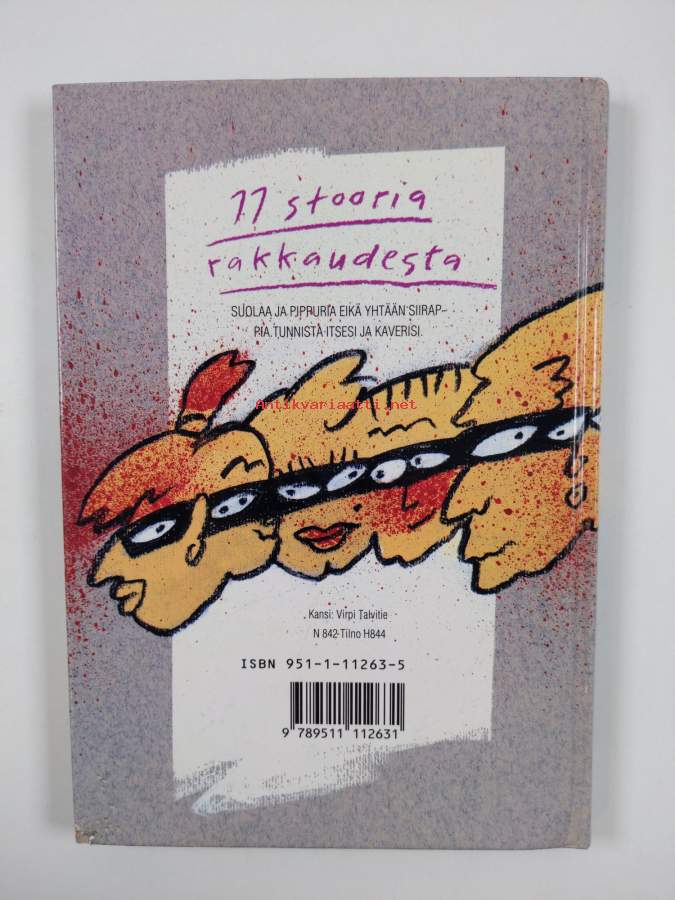 11 stooria
rakkaudesta
SUOLAA JA PIPPURIA EIKÄ YHTÄÄN SIIRAP-
PIA. TUNNISTA ITSESI JA KAVERISI.
Antikvariaatti.net
Kansi: Virpi Talvitie
N 842 Tilno H844
ISBN 951-1-11263-5
9 789511 112631